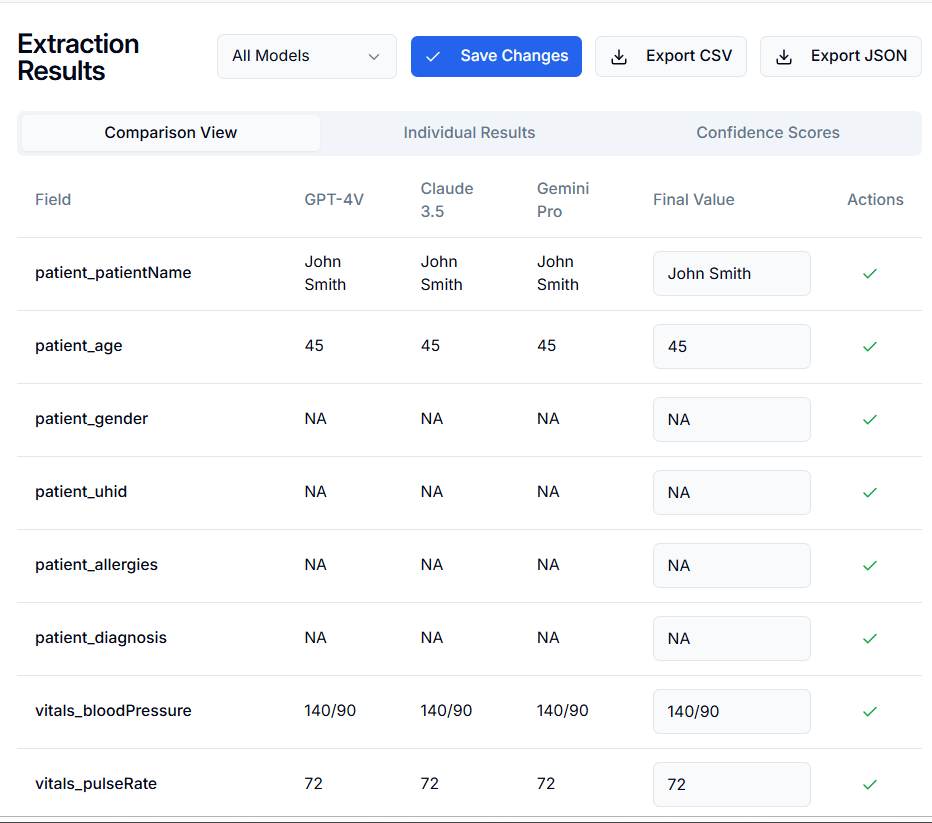 Extraction
Results
All Models
Save Changes
Export CSV
Export JSON
Comparison View
Individual Results
Confidence Scores
Field GPT-4V Claude 3.5 Gemini Pro Final Value Actions
patient_patientName John Smith John Smith John Smith John Smith
patient_age 45 45 45 45
patient_gender NA NA NA NA
patient_uhid NA NA NA NA
patient_allergies NA NA NA NA
patient_diagnosis NA NA NA NA
vitals_bloodPressure 140/90 140/90 140/90 140/90
vitals_pulseRate 72 72 72 72